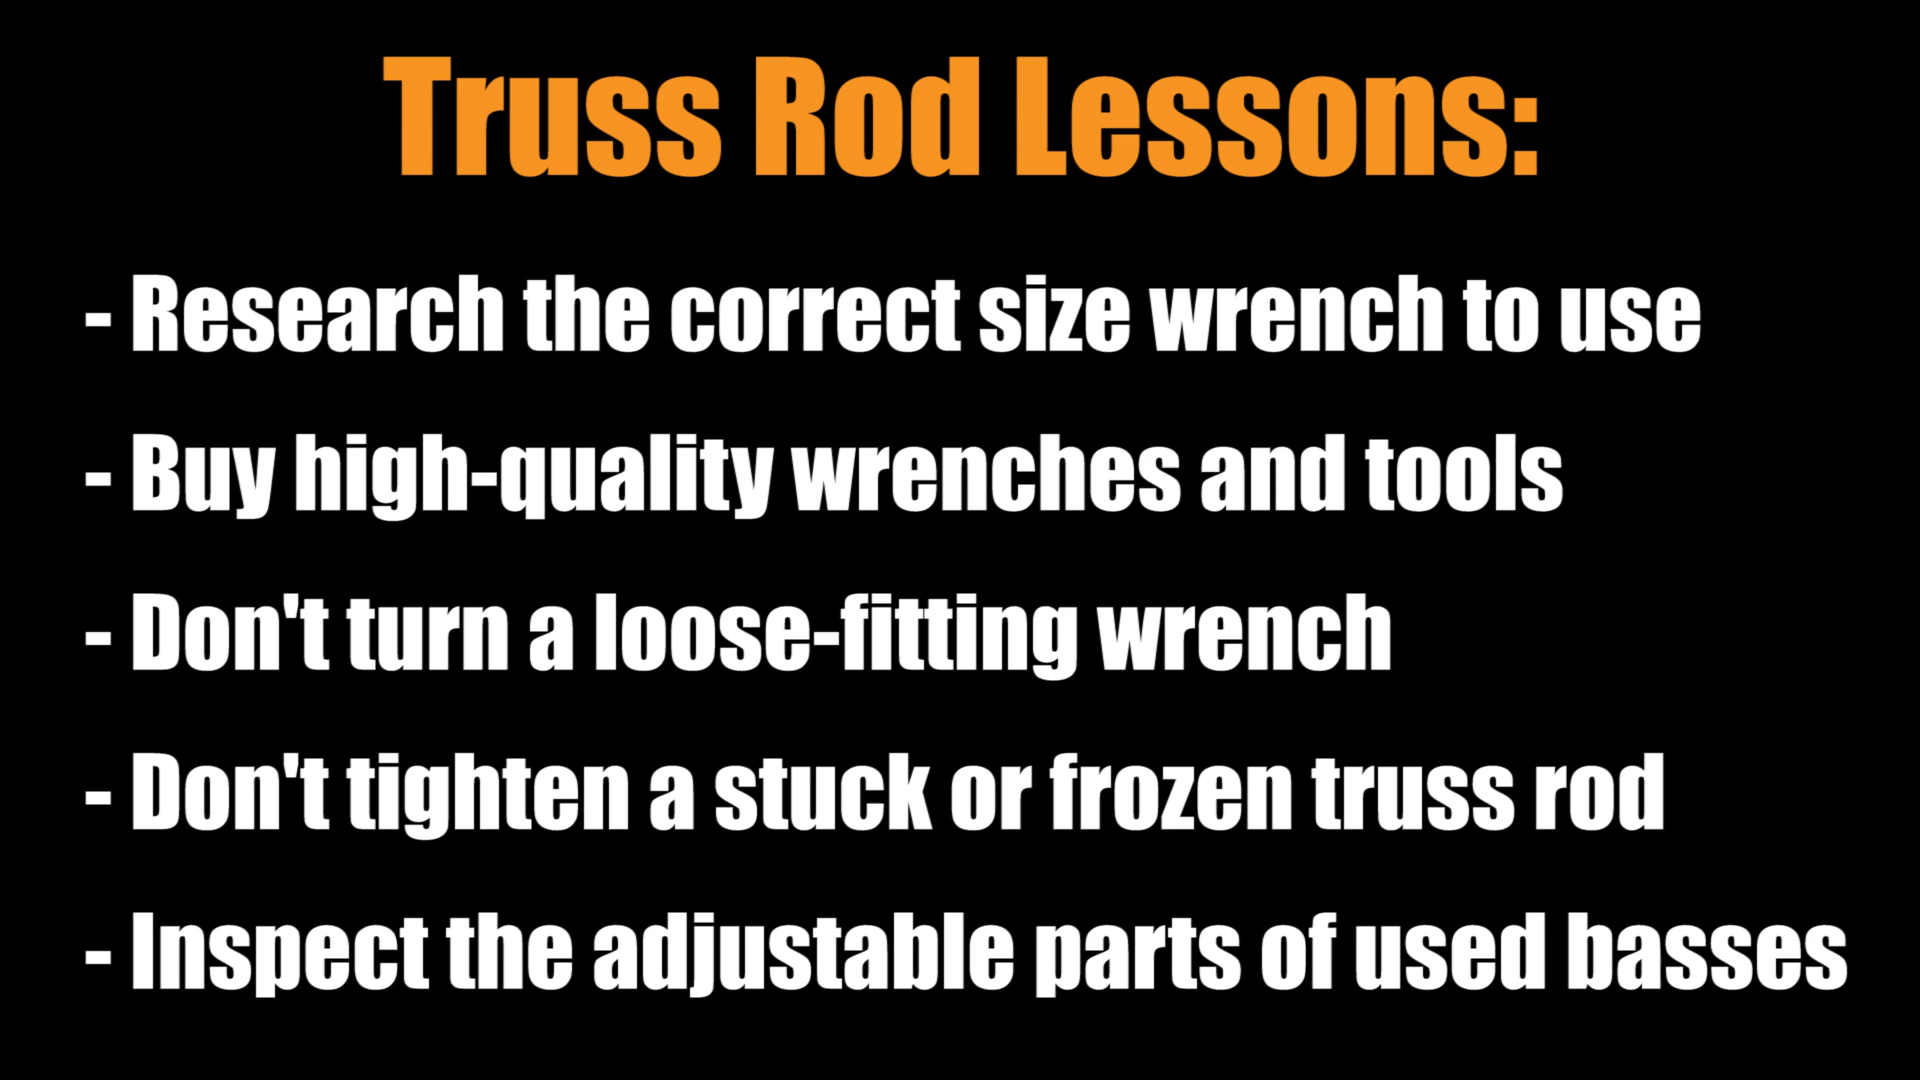 Truss Rod Lessons:
- Research the correct size wrench to use
- Buy high-quality wrenches and tools
- Don't turn a loose-fitting wrench
- Don't tighten a stuck or frozen truss rod
- Inspect the adjustable parts of used basses